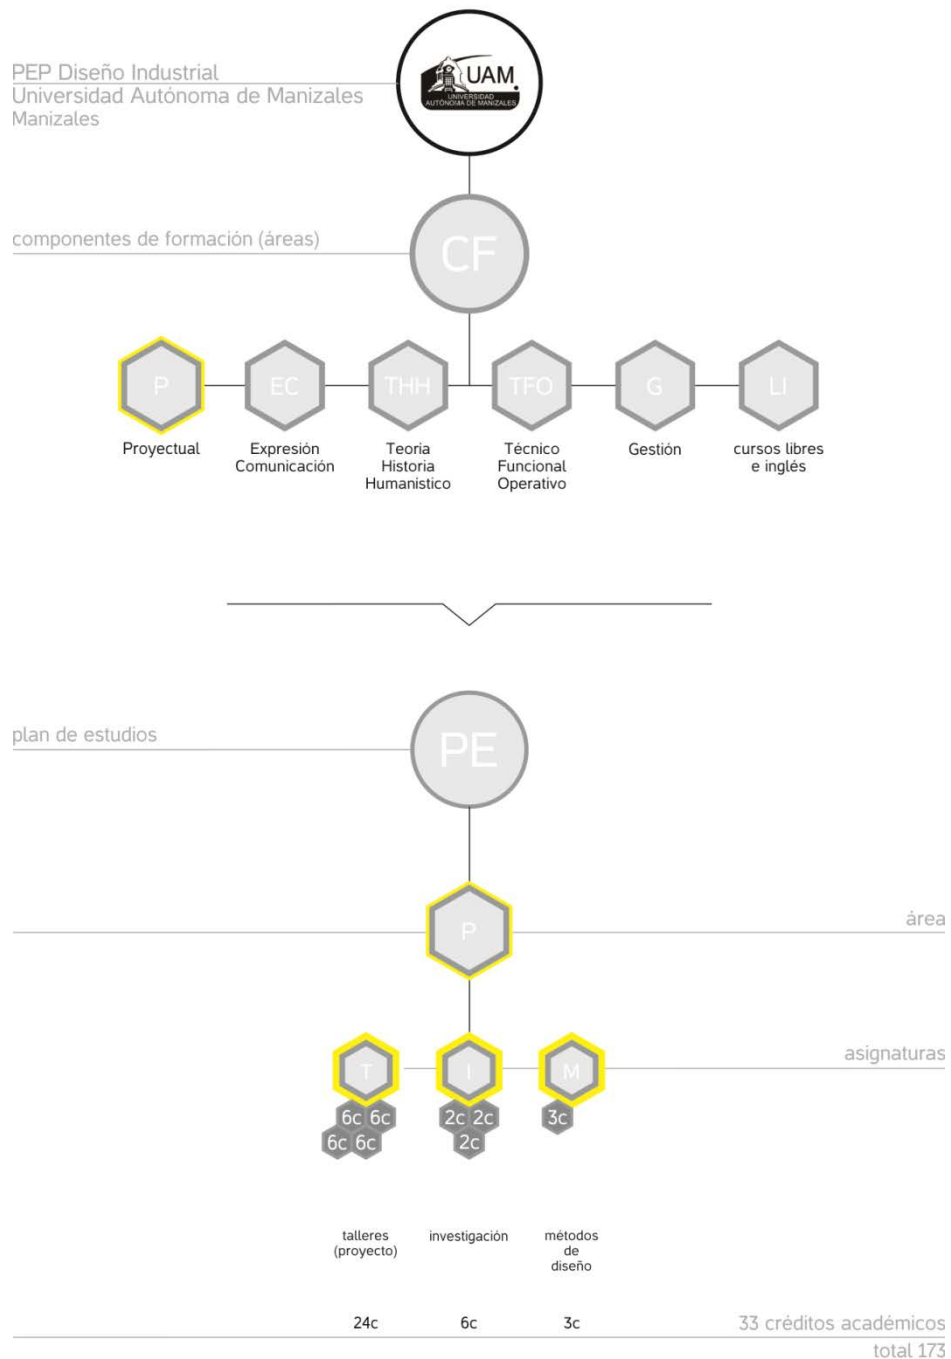 UAM
UNIVERSIDAD
AUTÓNOMA DE MANIZALES
PEP Diseño Industrial
Universidad Autónoma de Manizales
Manizales
componentes de formación (áreas)
CF
P
EC
THH
TFO
G
LI
Proyectual
Expresión
Comunicación
Teoria
Historia
Humanistico
Técnico
Funcional
Operativo
Gestión
cursos libres
e inglés
plan de estudios
PE
P
área
T
I
M
asignaturas
6c 6c
6c 6c
2c 2c
2c
3c
talleres
(proyecto)
investigación
métodos
de
diseño
24c
6c
3c
33 créditos académicos
total 173